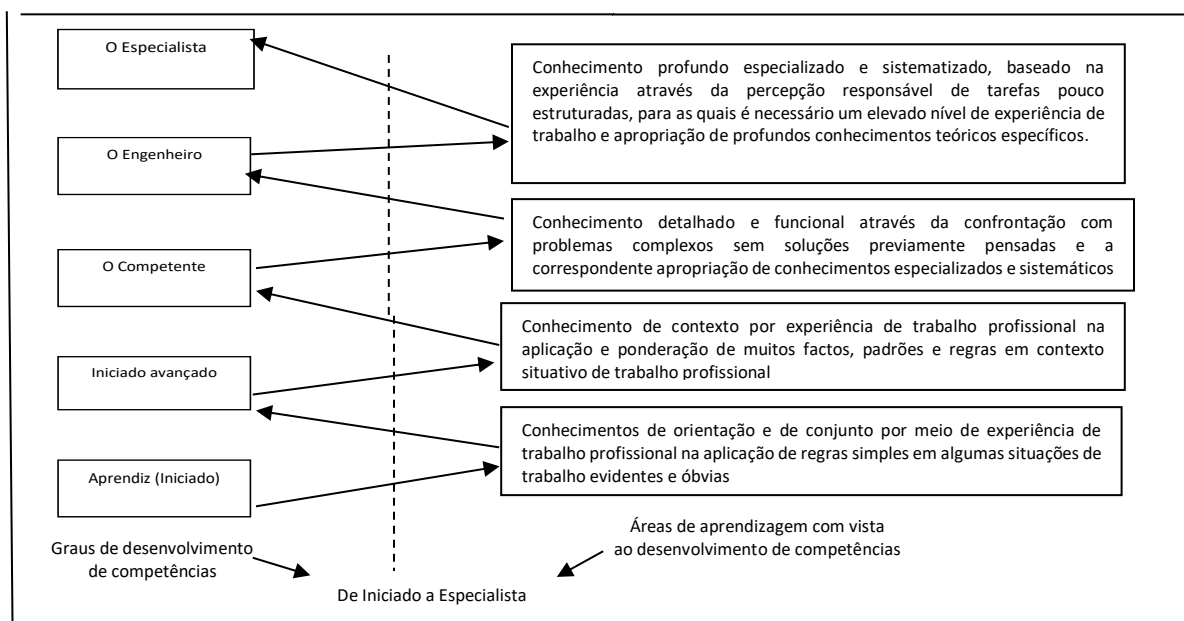 O Especialista
Conhecimento profundo especializado e sistematizado, baseado na
experiência através da percepção responsável de tarefas pouco
estruturadas, para as quais é necessário um elevado nível de experiência de
trabalho e apropriação de profundos conhecimentos teóricos específicos.
O Engenheiro
Conhecimento detalhado e funcional através da confrontação com
problemas complexos sem soluções previamente pensadas e a
correspondente apropriação de conhecimentos especializados e sistemáticos
O Competente
Conhecimento de contexto por experiência de trabalho profissional na
aplicação e ponderação de muitos factos, padrões e regras em contexto
situativo de trabalho profissional
Iniciado avançado
Conhecimentos de orientação e de conjunto por meio de experiência de
trabalho profissional na aplicação de regras simples em algumas situações de
trabalho evidentes e óbvias
Aprendiz (Iniciado)
Graus de desenvolvimento
de competências
Áreas de aprendizagem com vista
ao desenvolvimento de competências
De Iniciado a Especialista